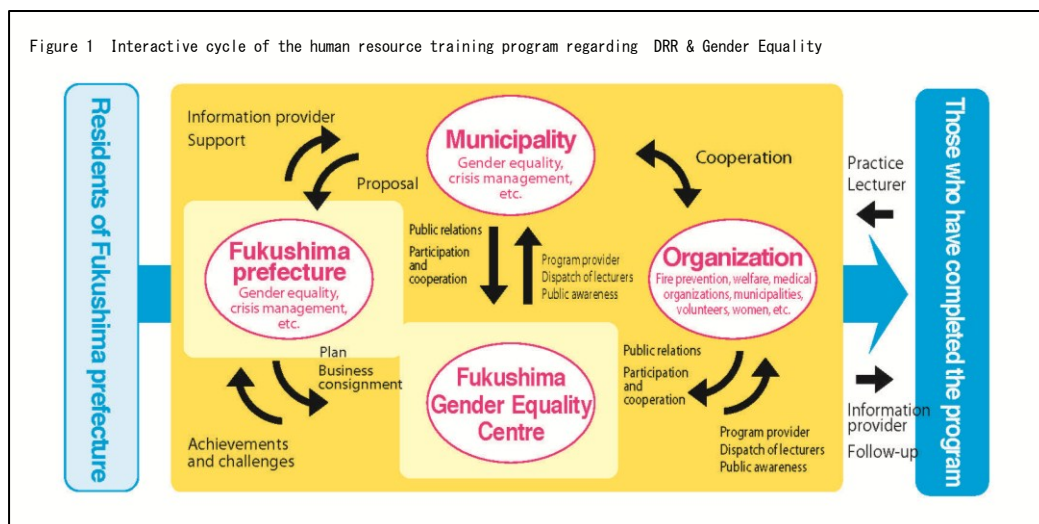 Figure 1 Interactive cycle of the human resource training program regarding DRR & Gender Equality
Residents of Fukushima prefecture
Information provider
Support
Proposal
Municipality
Gender equality,
crisis management,
etc.
Cooperation
Fukushima
prefecture
Gender equality,
crisis management,
etc.
Public relations
Participation
and
cooperation
Program provider
Dispatch of lecturers
Public awareness
Organization
Fire prevention, welfare, medical
organizations, municipalities,
volunteers, women, etc.
Plan
Business
consignment
Achievements
and challenges
Fukushima
Gender Equality
Centre
Public relations
Participation
and
cooperation
Program provider
Dispatch of lecturers
Public awareness
Practice
Lecturer
Information
provider
Follow-up
Those who have completed the program